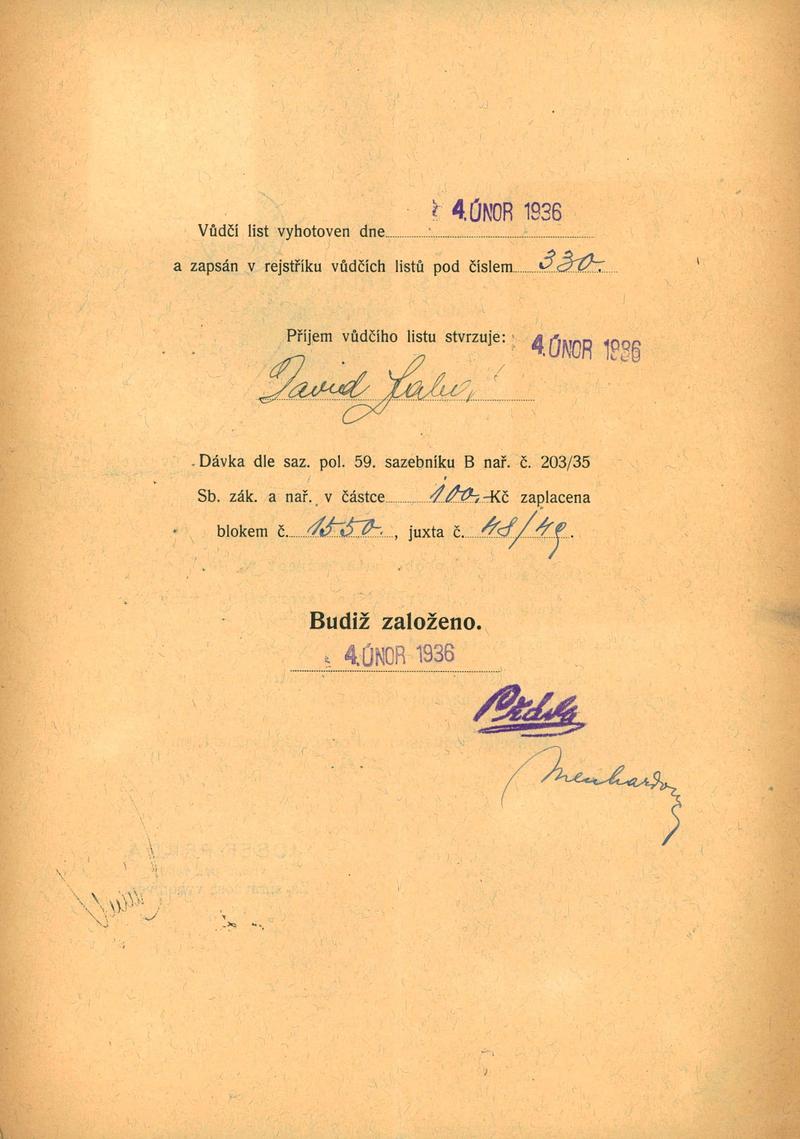 4. ÚNOR 1936
Vůdčí list vyhotoven dne
a zapsán v rejstříku vůdčích listů pod číslem 330.
Příjem vůdčího listu stvrzuje:
4. ÚNOR 1936
David
Dávka dle saz. pol. 59. sazebníku B nař. č. 203/35
Sb. zák. a nař. v částce 100,- Kč zaplacena
blokem č. 1550., juxta č. 48/49.
Budiž založeno.
4. ÚNOR 1936